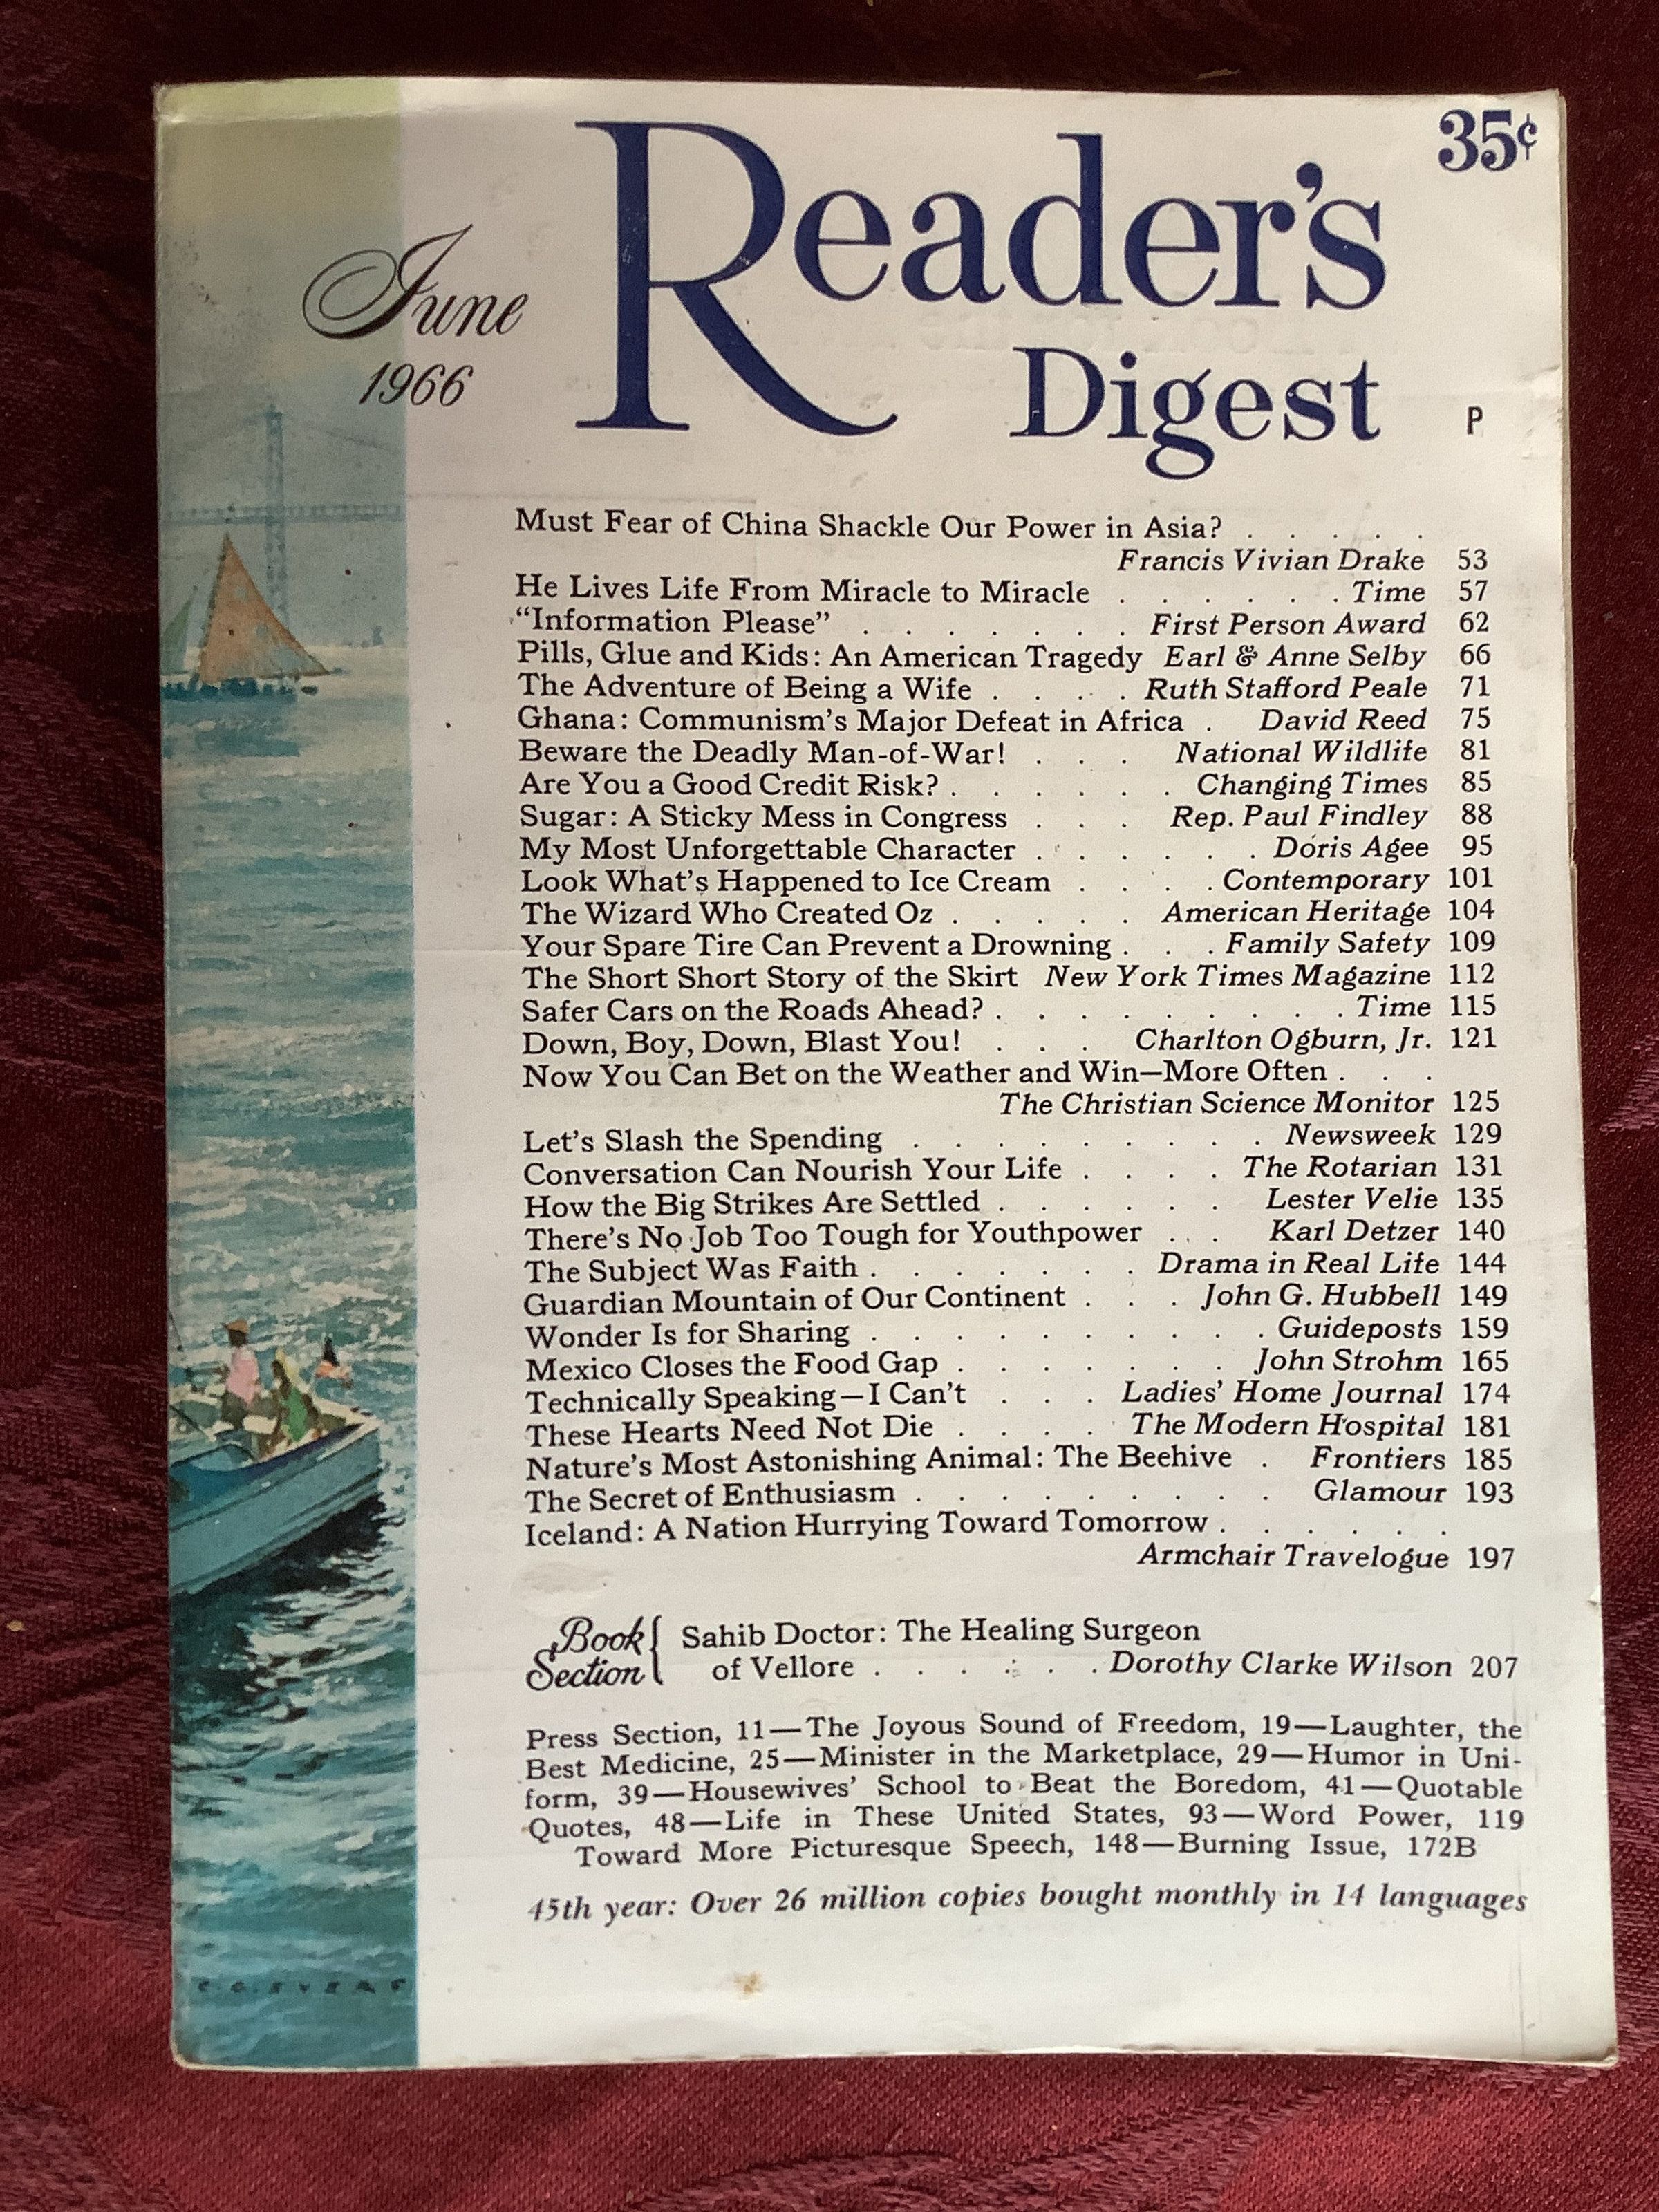 35¢
Reader's
June
1966
Digest
P
Must Fear of China Shackle Our Power in Asia? . . . . .
Francis Vivian Drake 53
He Lives Life From Miracle to Miracle . . . . . . Time 57
“Information Please” . . . . . . . First Person Award 62
Pills, Glue and Kids: An American Tragedy Earl & Anne Selby 66
The Adventure of Being a Wife . . . . Ruth Stafford Peale 71
Ghana: Communism's Major Defeat in Africa . David Reed 75
Beware the Deadly Man-of-War! . . . National Wildlife 81
Are You a Good Credit Risk? . . . . . . Changing Times 85
Sugar: A Sticky Mess in Congress . . . Rep. Paul Findley 88
My Most Unforgettable Character . . . . . . Doris Agee 95
Look What's Happened to Ice Cream . . . . Contemporary 101
The Wizard Who Created Oz . . . . . American Heritage 104
Your Spare Tire Can Prevent a Drowning . . . Family Safety 109
The Short Short Story of the Skirt New York Times Magazine 112
Safer Cars on the Roads Ahead? . . . . . . . . . Time 115
Down, Boy, Down, Blast You! . . . Charlton Ogburn, Jr. 121
Now You Can Bet on the Weather and Win—More Often . . .
The Christian Science Monitor 125
Let's Slash the Spending . . . . . . . . . Newsweek 129
Conversation Can Nourish Your Life . . . . The Rotarian 131
How the Big Strikes Are Settled . . . . . . Lester Velie 135
There's No Job Too Tough for Youthpower . . . Karl Detzer 140
The Subject Was Faith . . . . . . . Drama in Real Life 144
Guardian Mountain of Our Continent . . . John G. Hubbell 149
Wonder Is for Sharing . . . . . . . . . . Guideposts 159
Mexico Closes the Food Gap . . . . . . . John Strohm 165
Technically Speaking—I Can't . . . Ladies' Home Journal 174
These Hearts Need Not Die . . . . The Modern Hospital 181
Nature's Most Astonishing Animal: The Beehive . Frontiers 185
The Secret of Enthusiasm . . . . . . . . . Glamour 193
Iceland: A Nation Hurrying Toward Tomorrow . . . . . .
Armchair Travelogue 197
Book Section { Sahib Doctor: The Healing Surgeon
of Vellore . . . . . . Dorothy Clarke Wilson 207
Press Section, 11—The Joyous Sound of Freedom, 19—Laughter, the
Best Medicine, 25—Minister in the Marketplace, 29—Humor in Uni-
form, 39—Housewives' School to Beat the Boredom, 41—Quotable
Quotes, 48—Life in These United States, 93—Word Power, 119
Toward More Picturesque Speech, 148—Burning Issue, 172B
45th year: Over 26 million copies bought monthly in 14 languages
C. G. EVERS